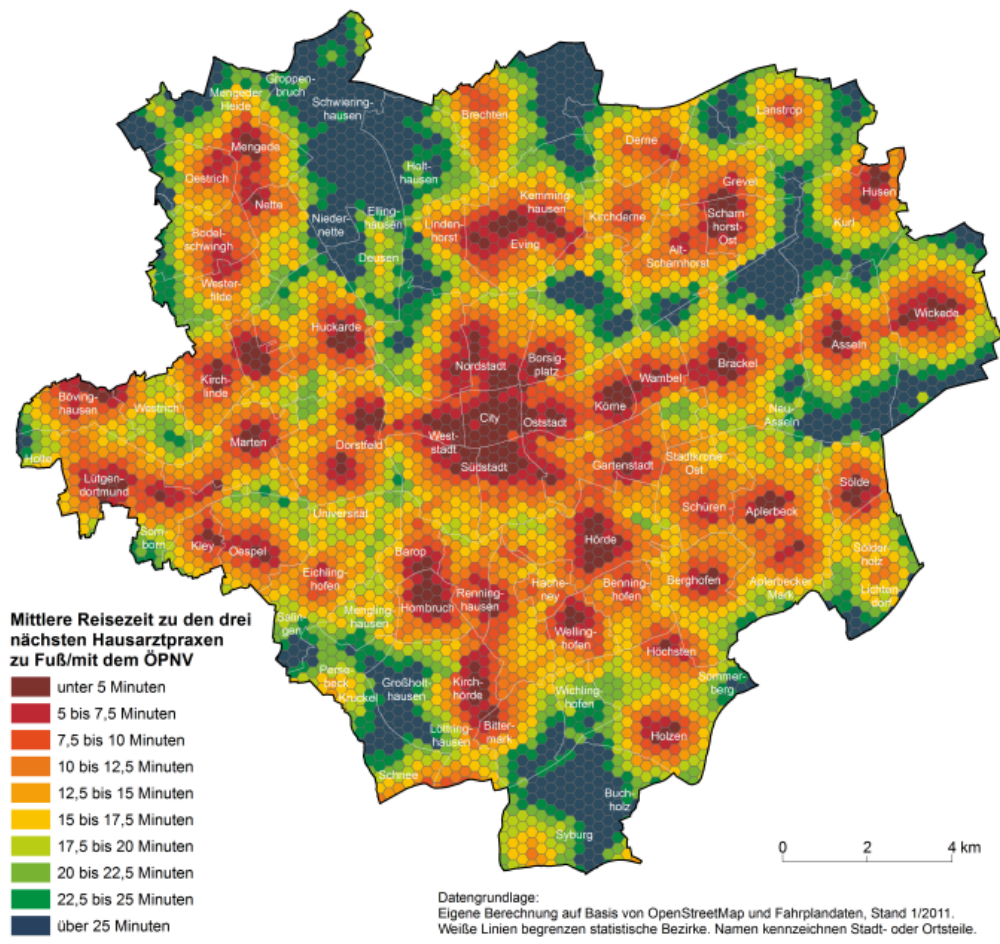 Groppen-
bruch
Mengeder
Heide
Schwiering-
hausen
Brechten
Lanstrop
Derne
Mengede
Holt-
hausen
Oestrich
Grevel
Husen
Nette
Kemming-
hausen
Nieder-
nette
Elling-
hausen
Linden-
horst
Kirchderne
Scharn-
horst-
Ost
Kurl
Bodel-
schwingh
Eving
Deusen
Alt-
Scharnhorst
Wester-
filde
Huckarde
Wickede
Asseln
Nordstadt
Borsig-
platz
Brackel
Wambel
Kirch-
linde
Böving-
hausen
Westrich
Körne
Neu-
Asseln
City
Oststadt
Marten
Dorstfeld
West-
stadt
Holte
Südstadt
Gartenstadt
Stadtkrone
Ost
Lütgen-
dortmund
Sölde
Schüren
Aplerbeck
Universität
Som-
born
Kley
Oespel
Barop
Hörde
Sölder-
holz
Eichling-
hofen
Hache-
ney
Benning-
hofen
Berghofen
Aplerbecker
Mark
Lichten-
dorf
Renning-
hausen
Hombruch
Mengling-
hausen
Salin-
gen
Welling-
hofen
Höchsten
Perse-
beck
Kruckel
Großholt-
hausen
Kirch-
hörde
Sommer-
berg
Wichling-
hofen
Löttring-
hausen
Bitter-
mark
Holzen
Schnee
Buch-
holz
Syburg
Mittlere Reisezeit zu den drei
nächsten Hausarztpraxen
zu Fuß/mit dem ÖPNV
unter 5 Minuten
5 bis 7,5 Minuten
7,5 bis 10 Minuten
10 bis 12,5 Minuten
12,5 bis 15 Minuten
15 bis 17,5 Minuten
17,5 bis 20 Minuten
20 bis 22,5 Minuten
22,5 bis 25 Minuten
über 25 Minuten
0 2 4 km
Datengrundlage:
Eigene Berechnung auf Basis von OpenStreetMap und Fahrplandaten, Stand 1/2011.
Weiße Linien begrenzen statistische Bezirke. Namen kennzeichnen Stadt- oder Ortsteile.